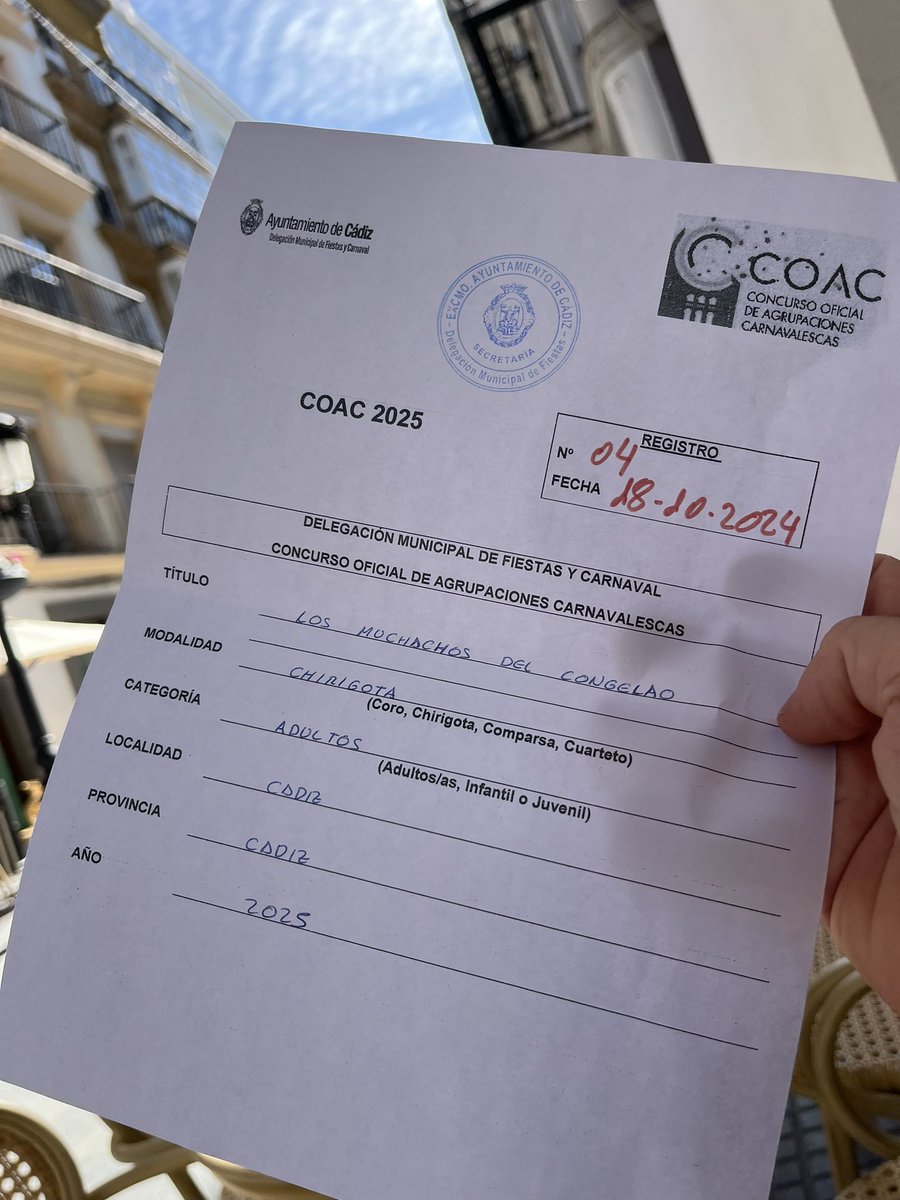 Ayuntamiento de Cádiz
Delegación Municipal de Fiestas y Carnaval
EXCMO. AYUNTAMIENTO DE CÁDIZ
SECRETARÍA
Delegación Municipal de Fiestas
COAC
CONCURSO OFICIAL
DE AGRUPACIONES
CARNAVALESCAS
COAC 2025
REGISTRO
Nº 04
FECHA 18-10-2024
DELEGACIÓN MUNICIPAL DE FIESTAS Y CARNAVAL
CONCURSO OFICIAL DE AGRUPACIONES CARNAVALESCAS
TÍTULO LOS MUCHACHOS DEL CONGELAO
MODALIDAD CHIRIGOTA
(Coro, Chirigota, Comparsa, Cuarteto)
CATEGORÍA ADULTOS
(Adultos/as, Infantil o Juvenil)
LOCALIDAD CADIZ
PROVINCIA CADIZ
AÑO 2025